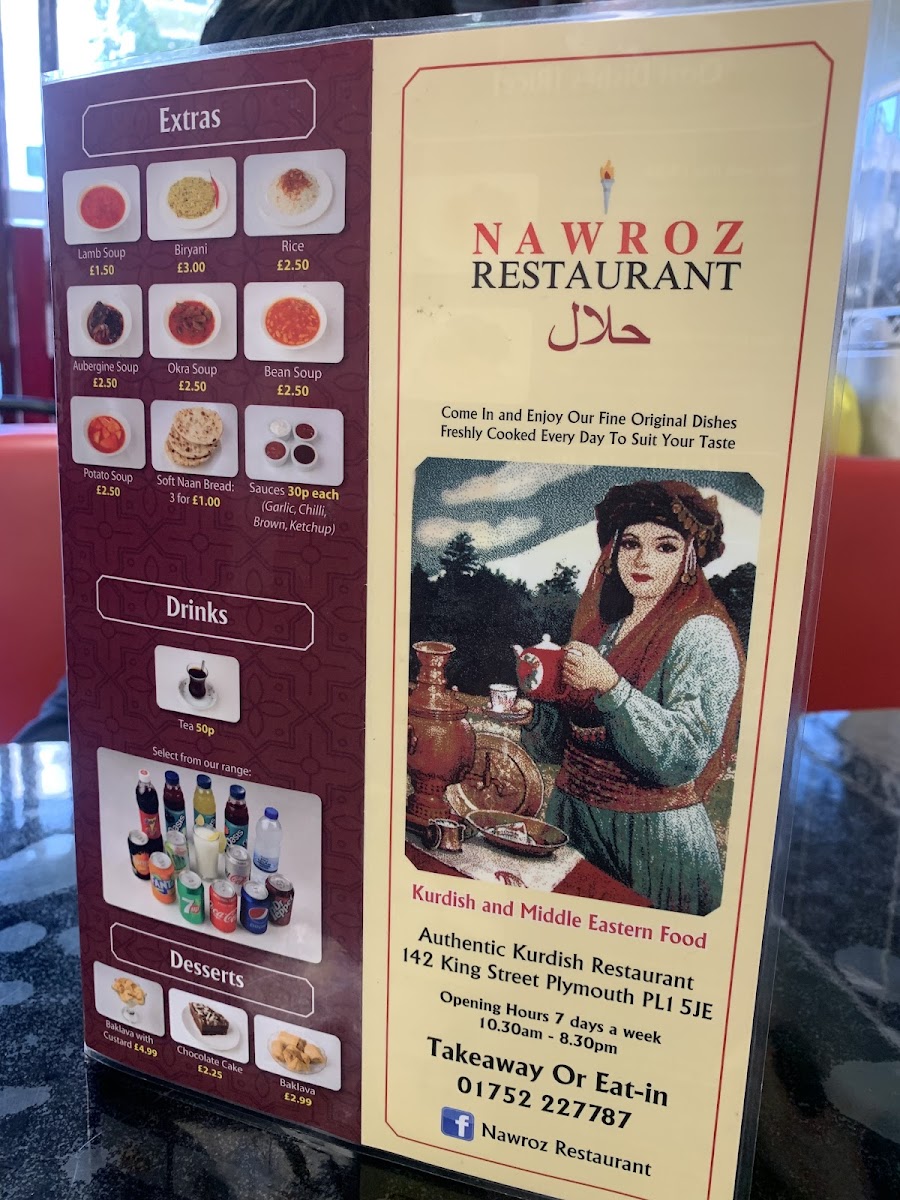 Extras
Lamb Soup
£1.50
Biryani
£3.00
Rice
£2.50
Aubergine Soup
£2.50
Okra Soup
£2.50
Bean Soup
£2.50
Potato Soup
£2.50
Soft Naan Bread:
3 for £1.00
Sauces 30p each
(Garlic, Chilli,
Brown, Ketchup)
Drinks
Tea 50p
Select from our range:
7up
Coca-Cola
pepsi
Desserts
Baklava with
Custard £4.99
Chocolate Cake
£2.25
Baklava
£2.99
NAWROZ
RESTAURANT
حلال
Come In and Enjoy Our Fine Original Dishes
Freshly Cooked Every Day To Suit Your Taste
Kurdish and Middle Eastern Food
Authentic Kurdish Restaurant
142 King Street Plymouth PL1 5JE
Opening Hours 7 days a week
10.30am - 8.30pm
Takeaway Or Eat-in
01752 227787
f Nawroz Restaurant